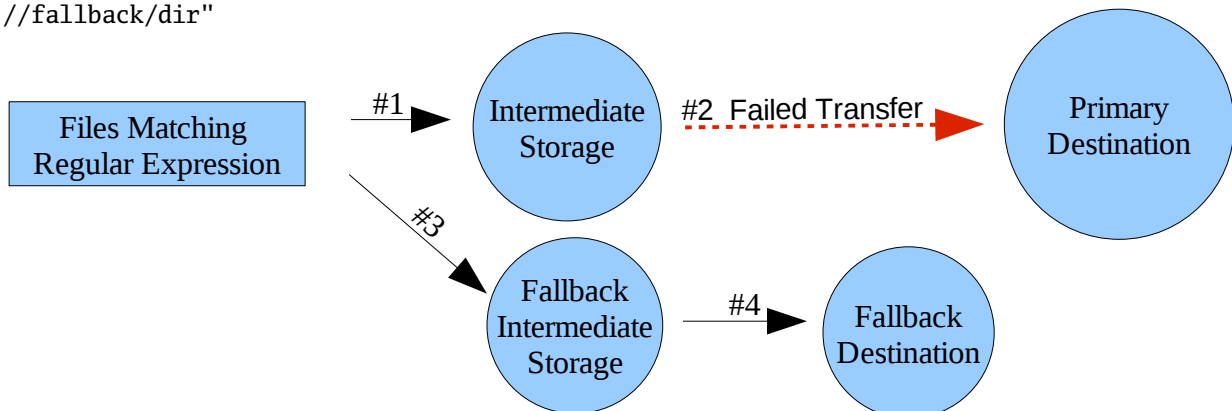 //fallback/dir"
Files Matching
Regular Expression
#1
Intermediate
Storage
#2 Failed Transfer
Primary
Destination
#3
Fallback
Intermediate
Storage
#4
Fallback
Destination